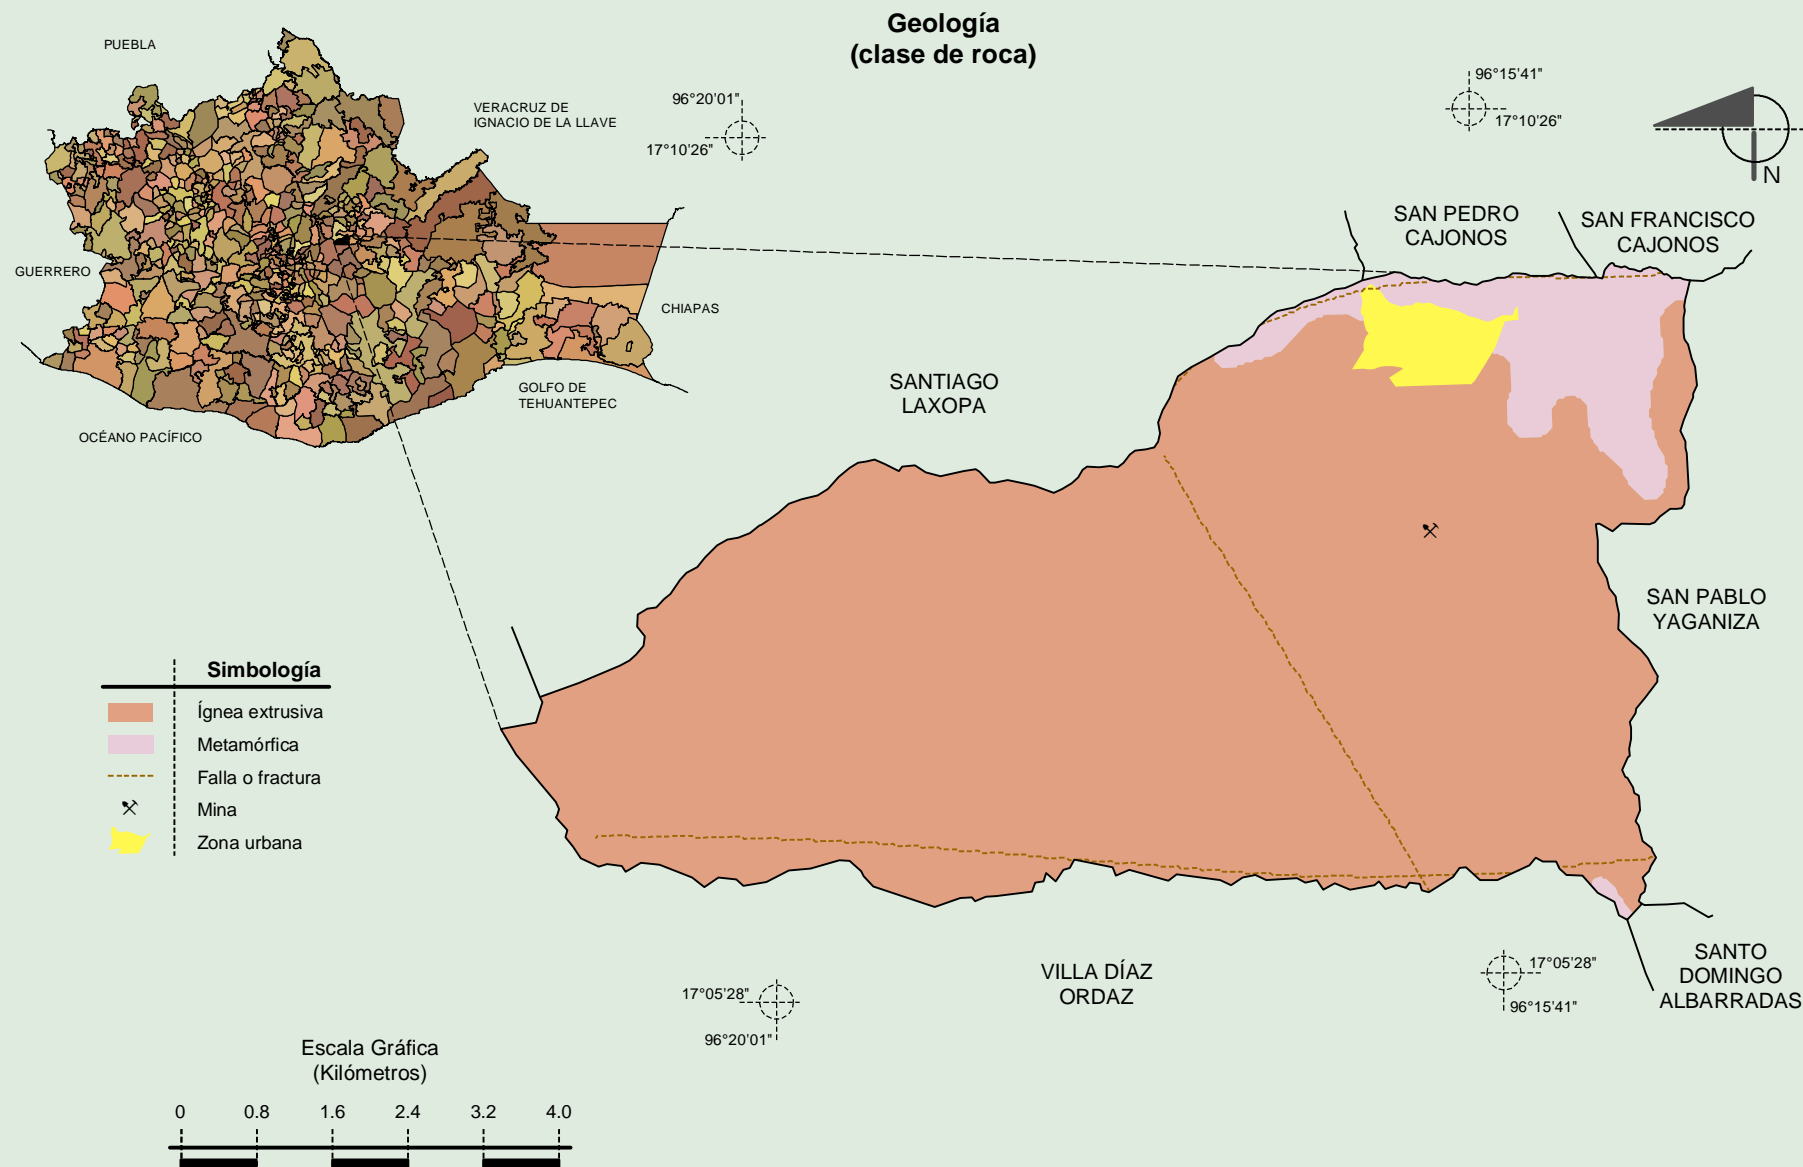 Geología
(clase de roca)
PUEBLA
VERACRUZ DE
IGNACIO DE LA LLAVE
GUERRERO
CHIAPAS
GOLFO DE
TEHUANTEPEC
OCÉANO PACÍFICO
96°20'01"
17°10'26"
96°15'41"
17°10'26"
N
SAN PEDRO
CAJONOS
SAN FRANCISCO
CAJONOS
SANTIAGO
LAXOPA
SAN PABLO
YAGANIZA
Simbología
Ígnea extrusiva
Metamórfica
Falla o fractura
Mina
Zona urbana
VILLA DÍAZ
ORDAZ
SANTO
DOMINGO
ALBARRADAS
17°05'28"
96°20'01"
17°05'28"
96°15'41"
Escala Gráfica
(Kilómetros)
0 0.8 1.6 2.4 3.2 4.0